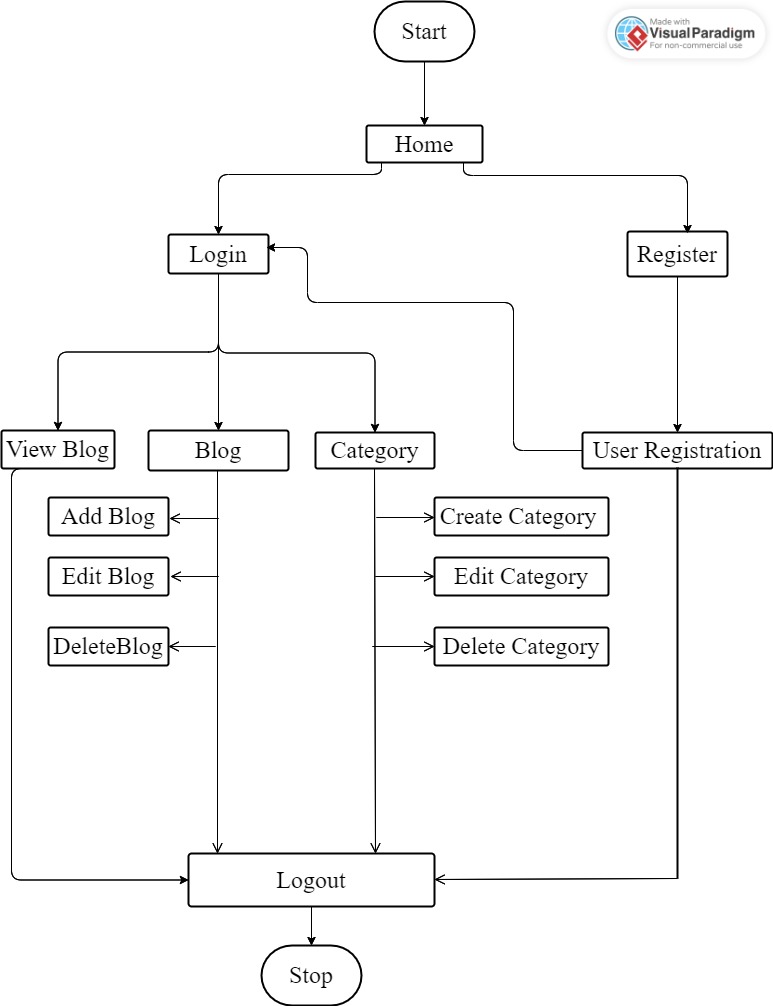 Start
Made with
Visual Paradigm
For non-commercial use
Home
Login
Register
View Blog
Blog
Category
User Registration
Add Blog
Create Category
Edit Blog
Edit Category
DeleteBlog
Delete Category
Logout
Stop